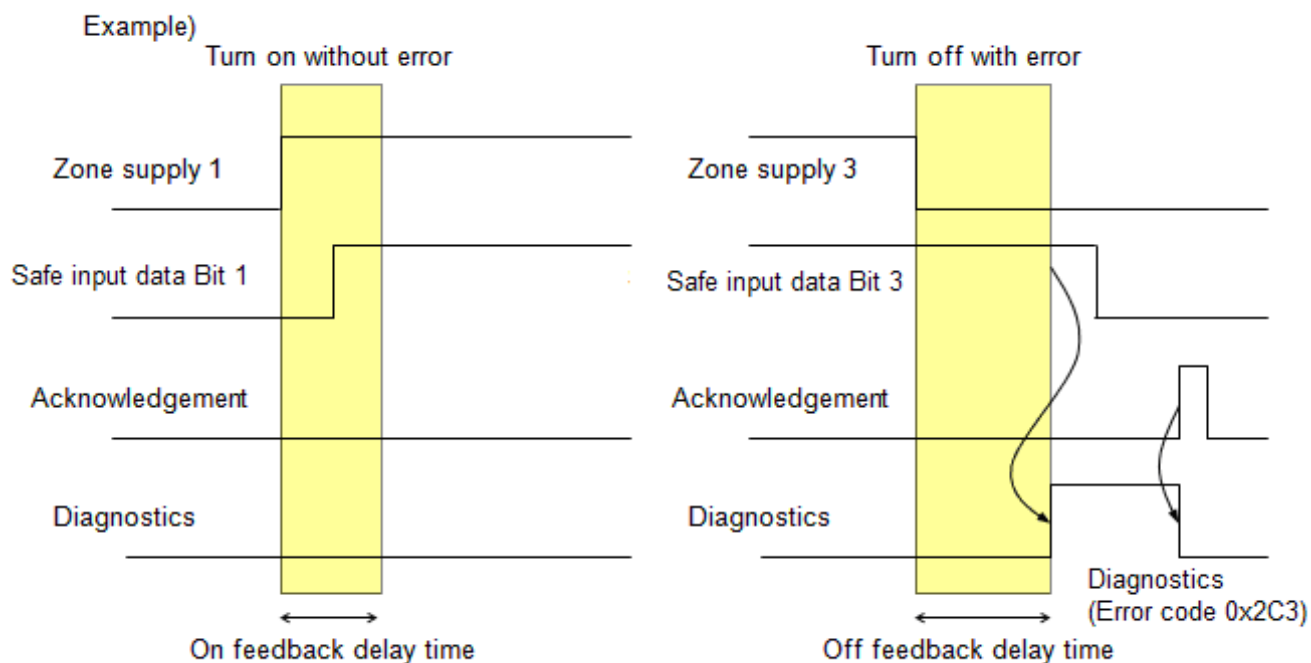 Example)
Turn on without error
Zone supply 1
Safe input data Bit 1
Acknowledgement
Diagnostics
On feedback delay time
Turn off with error
Zone supply 3
Safe input data Bit 3
Acknowledgement
Diagnostics
Diagnostics
(Error code 0x2C3)
Off feedback delay time